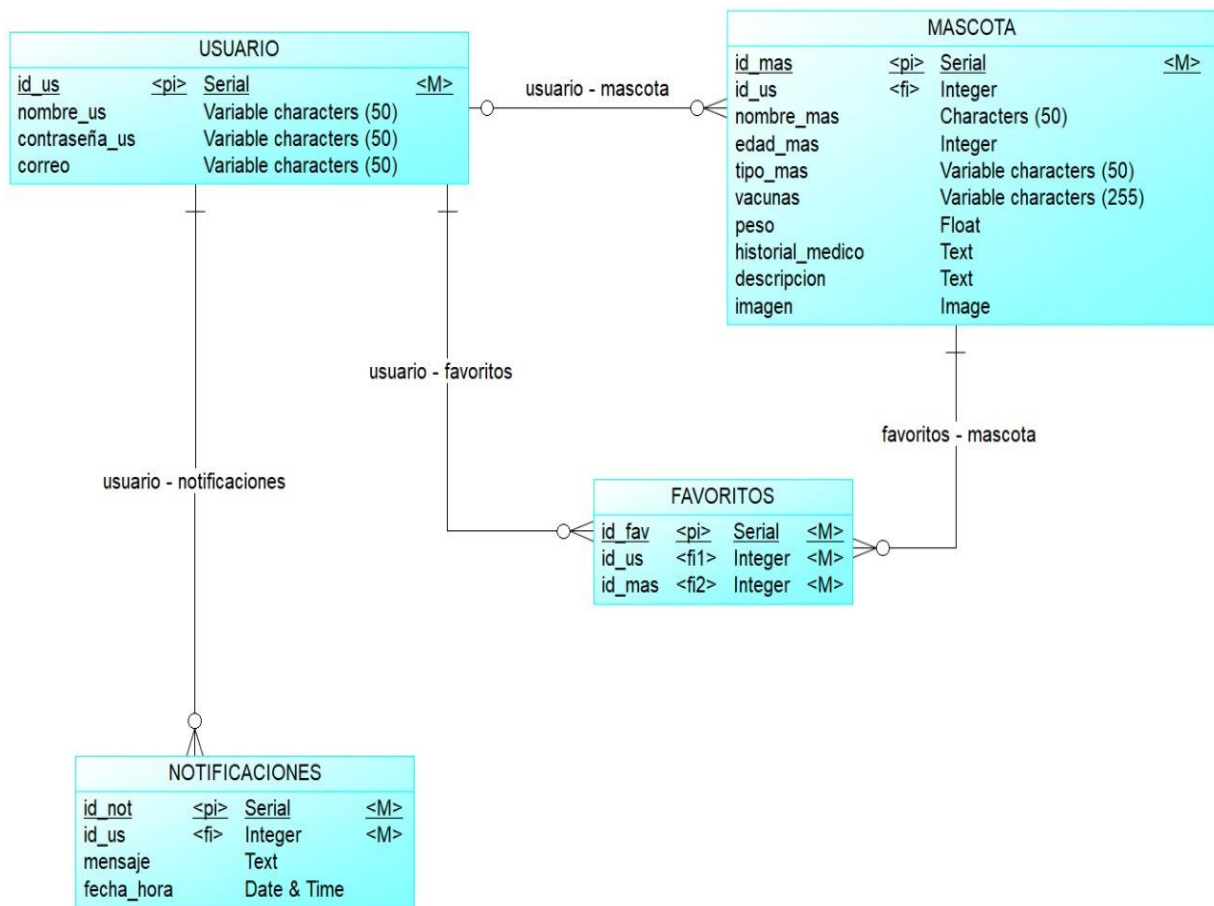 USUARIO
id_us <pi> Serial <M>
nombre_us Variable characters (50)
contraseña_us Variable characters (50)
correo Variable characters (50)
usuario - mascota
MASCOTA
id_mas <pi> Serial <M>
id_us <fi> Integer
nombre_mas Characters (50)
edad_mas Integer
tipo_mas Variable characters (50)
vacunas Variable characters (255)
peso Float
historial_medico Text
descripcion Text
imagen Image
usuario - favoritos
favoritos - mascota
usuario - notificaciones
FAVORITOS
id_fav <pi> Serial <M>
id_us <fi1> Integer <M>
id_mas <fi2> Integer <M>
NOTIFICACIONES
id_not <pi> Serial <M>
id_us <fi> Integer <M>
mensaje Text
fecha_hora Date & Time